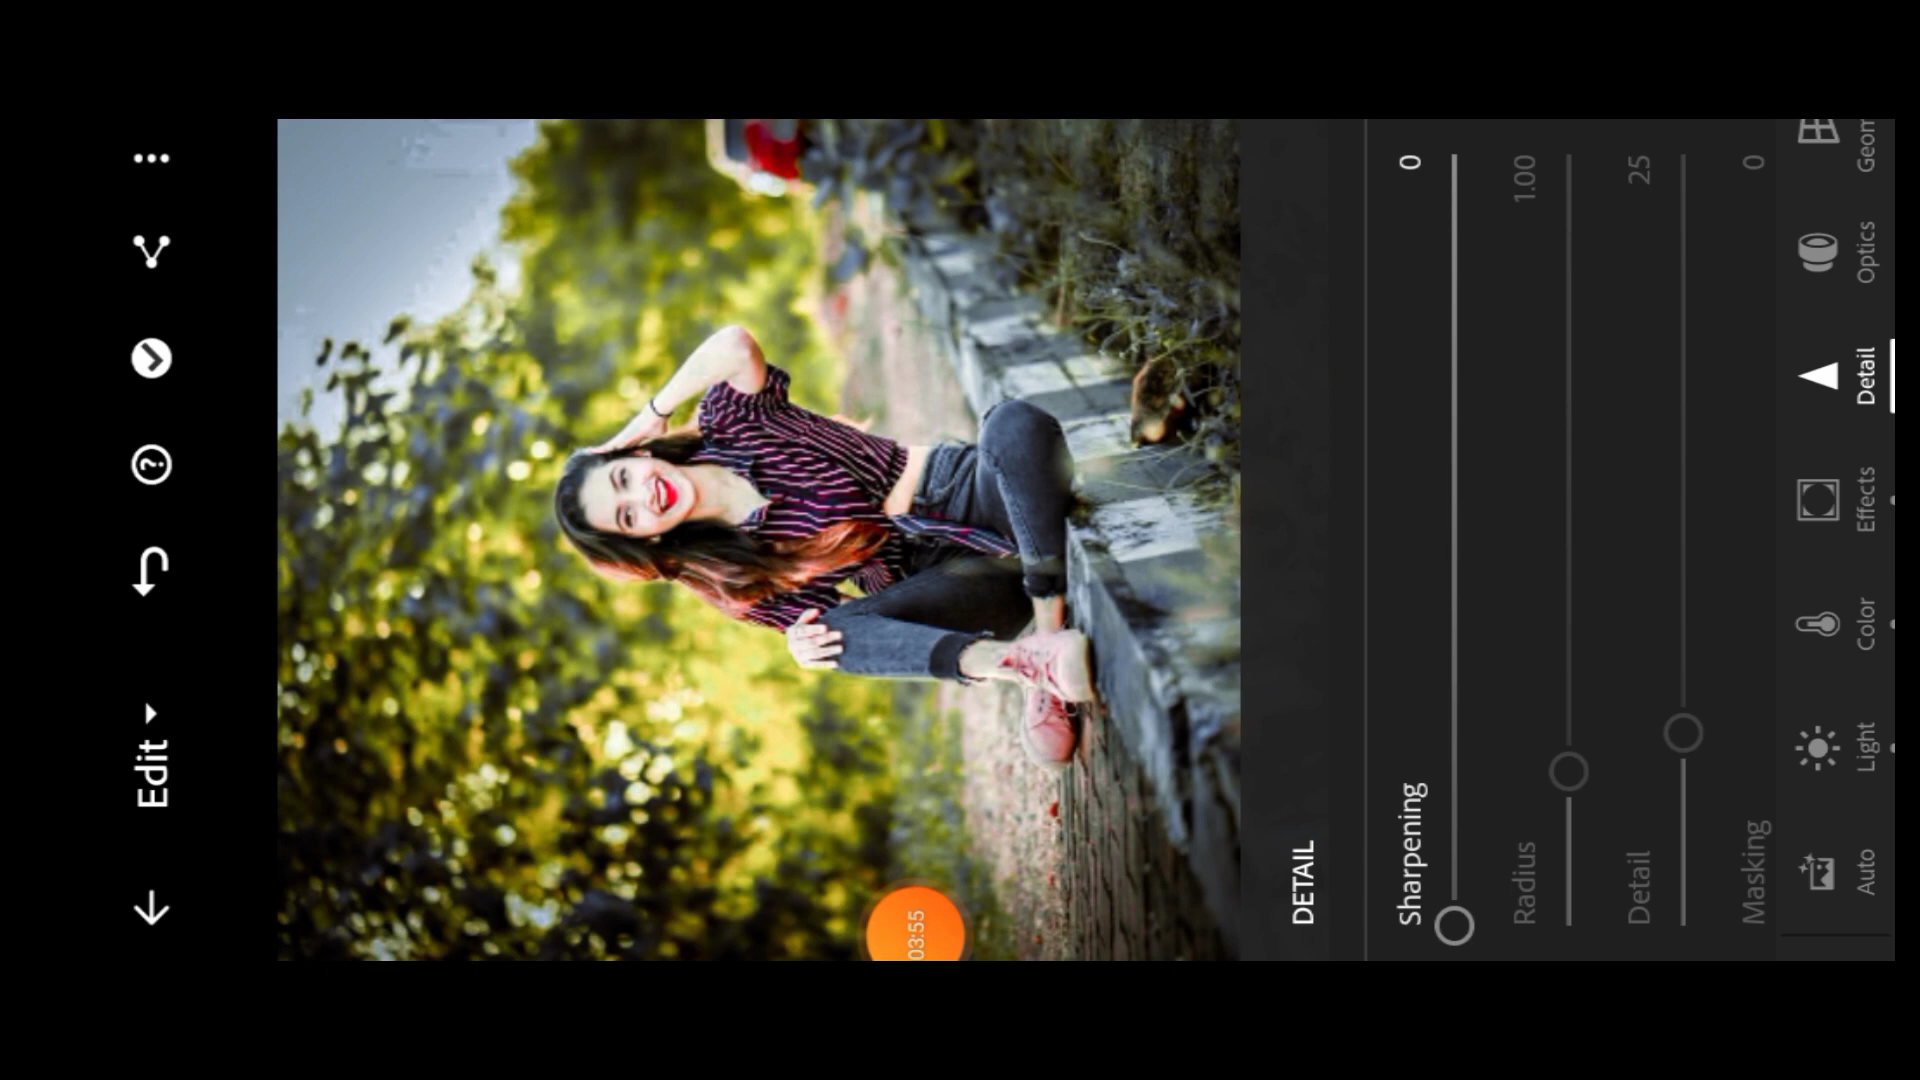 Edit
03:55
DETAIL
Sharpening 0
Radius 1.00
Detail 25
Masking 0
Auto Light Color Effects Detail Optics Geom